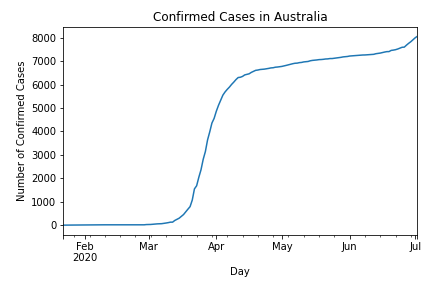 Confirmed Cases in Australia
Number of Confirmed Cases
8000
7000
6000
5000
4000
3000
2000
1000
0
Feb Mar Apr May Jun Jul
2020
Day